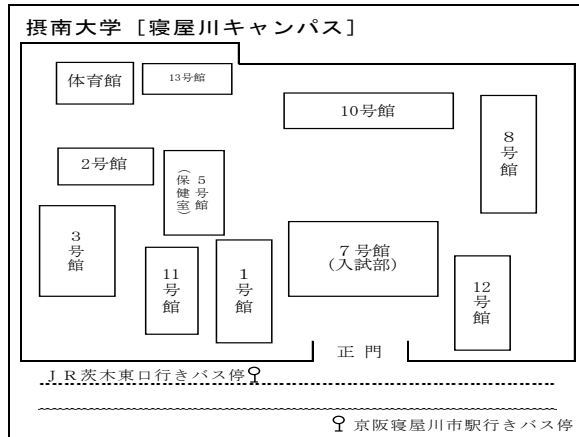 摂南大学［寝屋川キャンパス］
体育館
13号館
10号館
8号館
2号館
5号館
（保健室）
3号館
7号館
(入試部)
11号館
1号館
12号館
正門
ＪＲ茨木東口行きバス停
京阪寝屋川市駅行きバス停